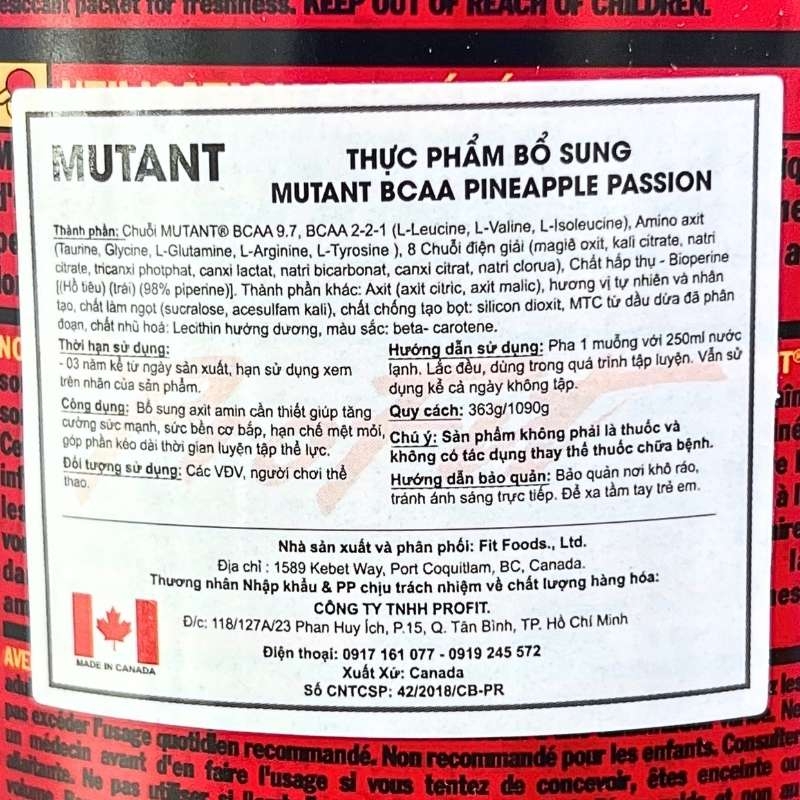 desiccant packet for freshness. KEEP OUT OF REACH OF CHILDREN.
MUTANT
THỰC PHẨM BỔ SUNG
MUTANT BCAA PINEAPPLE PASSION
Thành phần: Chuỗi MUTANT® BCAA 9.7, BCAA 2-2-1 (L-Leucine, L-Valine, L-Isoleucine), Amino axit
(Taurine, Glycine, L-Glutamine, L-Arginine, L-Tyrosine ), 8 Chuỗi điện giải (magiê oxit, kali citrate, natri
citrate, tricanxi photphat, canxi lactat, natri bicarbonat, canxi citrat, natri clorua), Chất hấp thụ - Bioperine
[(Hồ tiêu) (trái) (98% piperine)]. Thành phần khác: Axit (axit citric, axit malic), hương vị tự nhiên và nhân
tạo, chất làm ngọt (sucralose, acesulfam kali), chất chống tạo bọt: silicon dioxit, MTC từ dầu dừa đã phân
đoạn, chất nhũ hoá: Lecithin hướng dương, màu sắc: beta- carotene.
Thời hạn sử dụng:
- 03 năm kể từ ngày sản xuất, hạn sử dụng xem
trên nhãn của sản phẩm.
Công dụng: Bổ sung axit amin cần thiết giúp tăng
cường sức mạnh, sức bền cơ bắp, hạn chế mệt mỏi,
góp phần kéo dài thời gian luyện tập thể lực.
Đối tượng sử dụng: Các VĐV, người chơi thể
thao.
Hướng dẫn sử dụng: Pha 1 muỗng với 250ml nước
lạnh. Lắc đều, dùng trong quá trình tập luyện. Vẫn sử
dụng kể cả ngày không tập.
Quy cách: 363g/1090g
Chú ý: Sản phẩm không phải là thuốc và
không có tác dụng thay thế thuốc chữa bệnh.
Hướng dẫn bảo quản: Bảo quản nơi khô ráo,
tránh ánh sáng trực tiếp. Để xa tầm tay trẻ em.
Nhà sản xuất và phân phối: Fit Foods., Ltd.
Địa chỉ : 1589 Kebet Way, Port Coquitlam, BC, Canada.
Thương nhân Nhập khẩu & PP chịu trách nhiệm về chất lượng hàng hóa:
CÔNG TY TNHH PROFIT.
Đ/c: 118/127A/23 Phan Huy Ích, P.15, Q. Tân Bình, TP. Hồ Chí Minh
Điện thoại: 0917 161 077 - 0919 245 572
Xuất Xứ: Canada
Số CNTCSP: 42/2018/CB-PR
MADE IN CANADA
pas excéder l'usage quotidien recommandé. Non recommandé pour les enfants. Consulter
un médecin avant d'en faire l'usage si vous tentez de concevoir, êtes enceinte ou
allaitante. Ne pas utiliser si